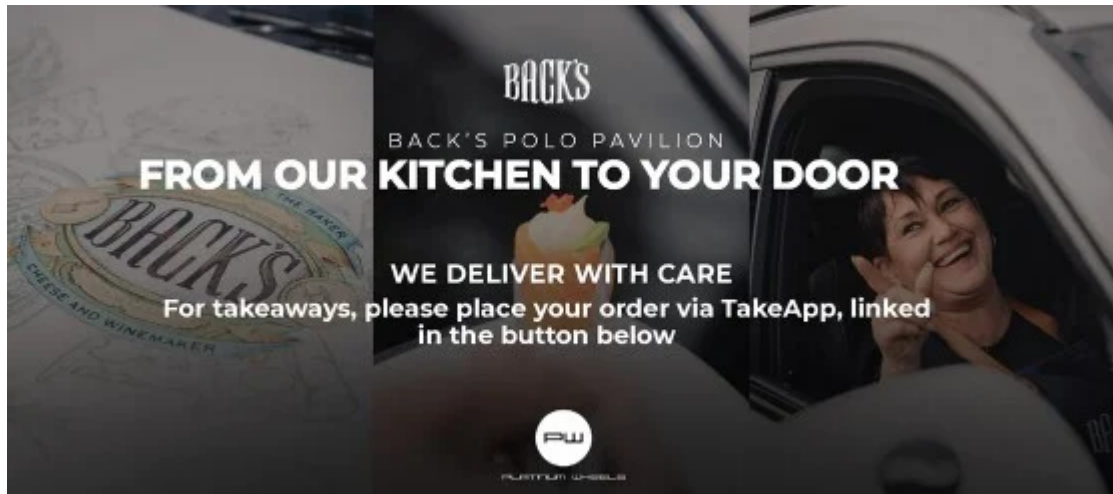 BACK'S
BACK'S POLO PAVILION
FROM OUR KITCHEN TO YOUR DOOR
WE DELIVER WITH CARE
For takeaways, please place your order via TakeApp, linked
in the button below
THE BAKER
BACK'S
CHEESE AND WINEMAKER
PW
PLATINUM WHEELS
BA